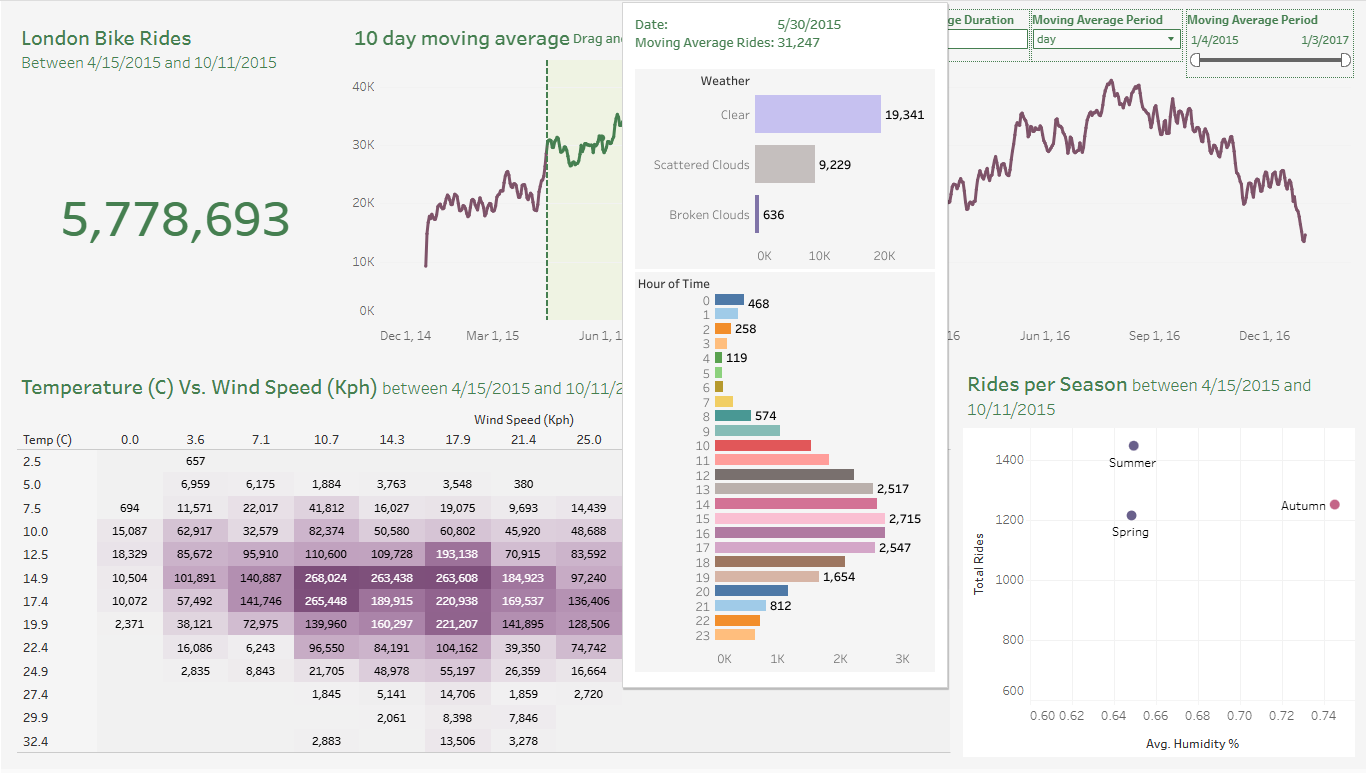 London Bike Rides
Between 4/15/2015 and 10/11/2015
5,778,693
10 day moving average Drag an
40K
30K
20K
10K
0K
Dec 1, 14 Mar 1, 15 Jun 1, 1
Date: 5/30/2015
Moving Average Rides: 31,247
Weather
Clear 19,341
Scattered Clouds 9,229
Broken Clouds 636
0K 10K 20K
Hour of Time
0 468
1
2 258
3
4 119
5
6
7
8 574
9
10
11
12
13 2,517
14
15 2,715
16
17 2,547
18
19 1,654
20
21 812
22
23
0K 1K 2K 3K
ge Duration
Moving Average Period
day
Moving Average Period
1/4/2015 1/3/2017
16 Jun 1, 16 Sep 1, 16 Dec 1, 16
Temperature (C) Vs. Wind Speed (Kph) between 4/15/2015 and 10/11/2
Wind Speed (Kph)
Temp (C) 0.0 3.6 7.1 10.7 14.3 17.9 21.4 25.0
2.5 657
5.0 6,959 6,175 1,884 3,763 3,548 380
7.5 694 11,571 22,017 41,812 16,027 19,075 9,693 14,439
10.0 15,087 62,917 32,579 82,374 50,580 60,802 45,920 48,688
12.5 18,329 85,672 95,910 110,600 109,728 193,138 70,915 83,592
14.9 10,504 101,891 140,887 268,024 263,438 263,608 184,923 97,240
17.4 10,072 57,492 141,746 265,448 189,915 220,938 169,537 136,406
19.9 2,371 38,121 72,975 139,960 160,297 221,207 141,895 128,506
22.4 16,086 6,243 96,550 84,191 104,162 39,350 74,742
24.9 2,835 8,843 21,705 48,978 55,197 26,359 16,664
27.4 1,845 5,141 14,706 1,859 2,720
29.9 2,061 8,398 7,846
32.4 2,883 13,506 3,278
Rides per Season between 4/15/2015 and
10/11/2015
Total Rides
1400
1200
1000
800
600
Summer
Autumn
Spring
0.60 0.62 0.64 0.66 0.68 0.70 0.72 0.74
Avg. Humidity %